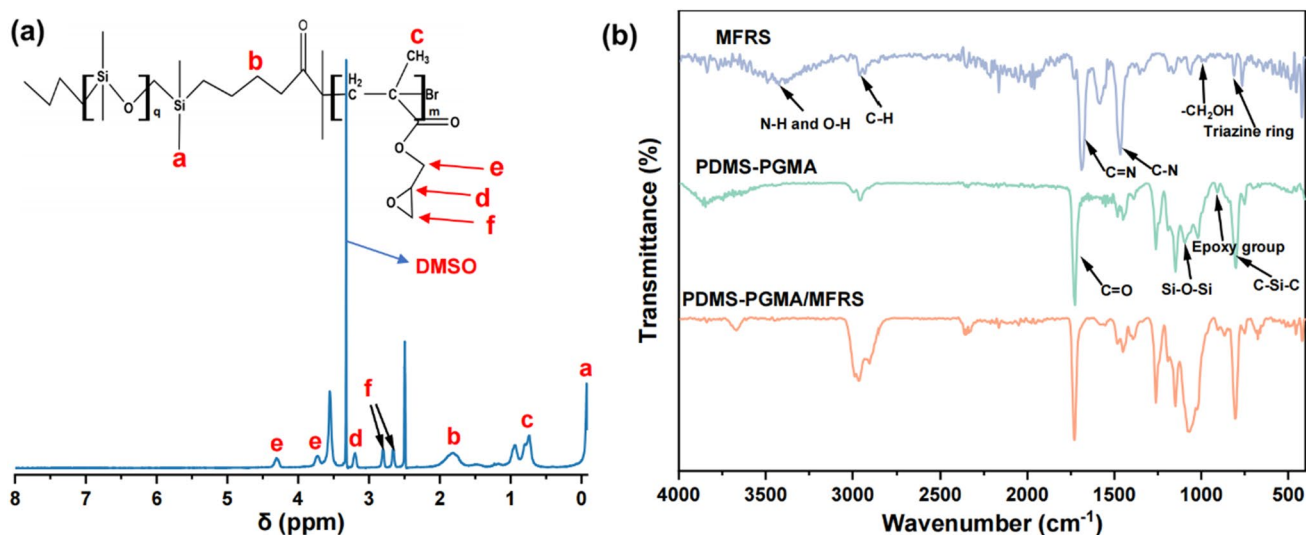 (a)
c
CH₃
b
O
H₂
C
C
Br
m
Si
O
q
Si
O
O
a
e
d
O
f
DMSO
a
f
e
e
d
b
c
8 7 6 5 4 3 2 1 0
δ (ppm)
(b)
MFRS
N-H and O-H
C-H
-CH₂OH
Triazine ring
C=N
C-N
PDMS-PGMA
Epoxy group
C=O
Si-O-Si
C-Si-C
PDMS-PGMA/MFRS
Transmittance (%)
4000 3500 3000 2500 2000 1500 1000 500
Wavenumber (cm⁻¹)